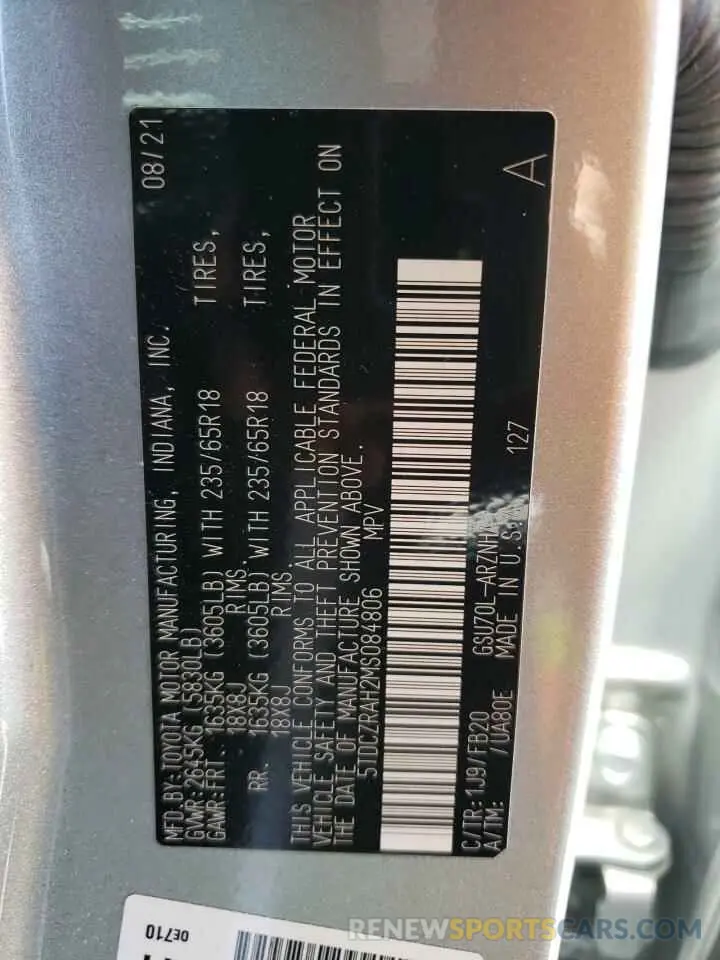 MFD.BY:TOYOTA MOTOR MANUFACTURING, INDIANA, INC. 08/21
GVWR:2645KG (5830LB)
GAWR:FRT. 1635KG (3605LB) WITH 235/65R18 TIRES,
18X8J RIMS.
RR. 1635KG (3605LB) WITH 235/65R18 TIRES,
18X8J RIMS.
THIS VEHICLE CONFORMS TO ALL APPLICABLE FEDERAL MOTOR
VEHICLE SAFETY AND THEFT PREVENTION STANDARDS IN EFFECT ON
THE DATE OF MANUFACTURE SHOWN ABOVE.
5TDCZRAH2MS084806 MPV
A
C/TR:1J9/FB20 GSU70L-AR7NH
A/TM: /UA80E MADE IN U.S. 127
0E710
RENEWSPORTSCARS.COM